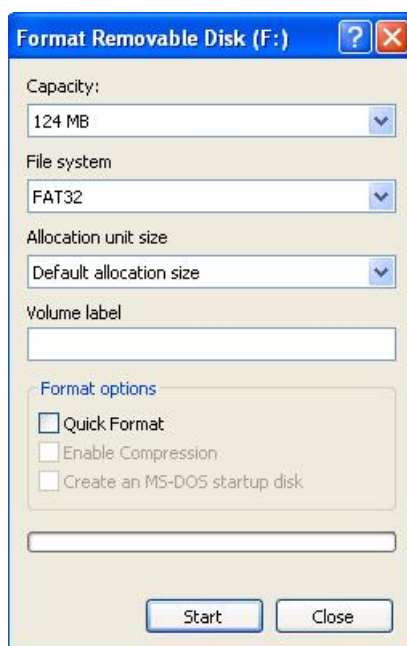 Format Removable Disk (F:)
Capacity:
124 MB
File system
FAT32
Allocation unit size
Default allocation size
Volume label
Format options
Quick Format
Enable Compression
Create an MS-DOS startup disk
Start Close